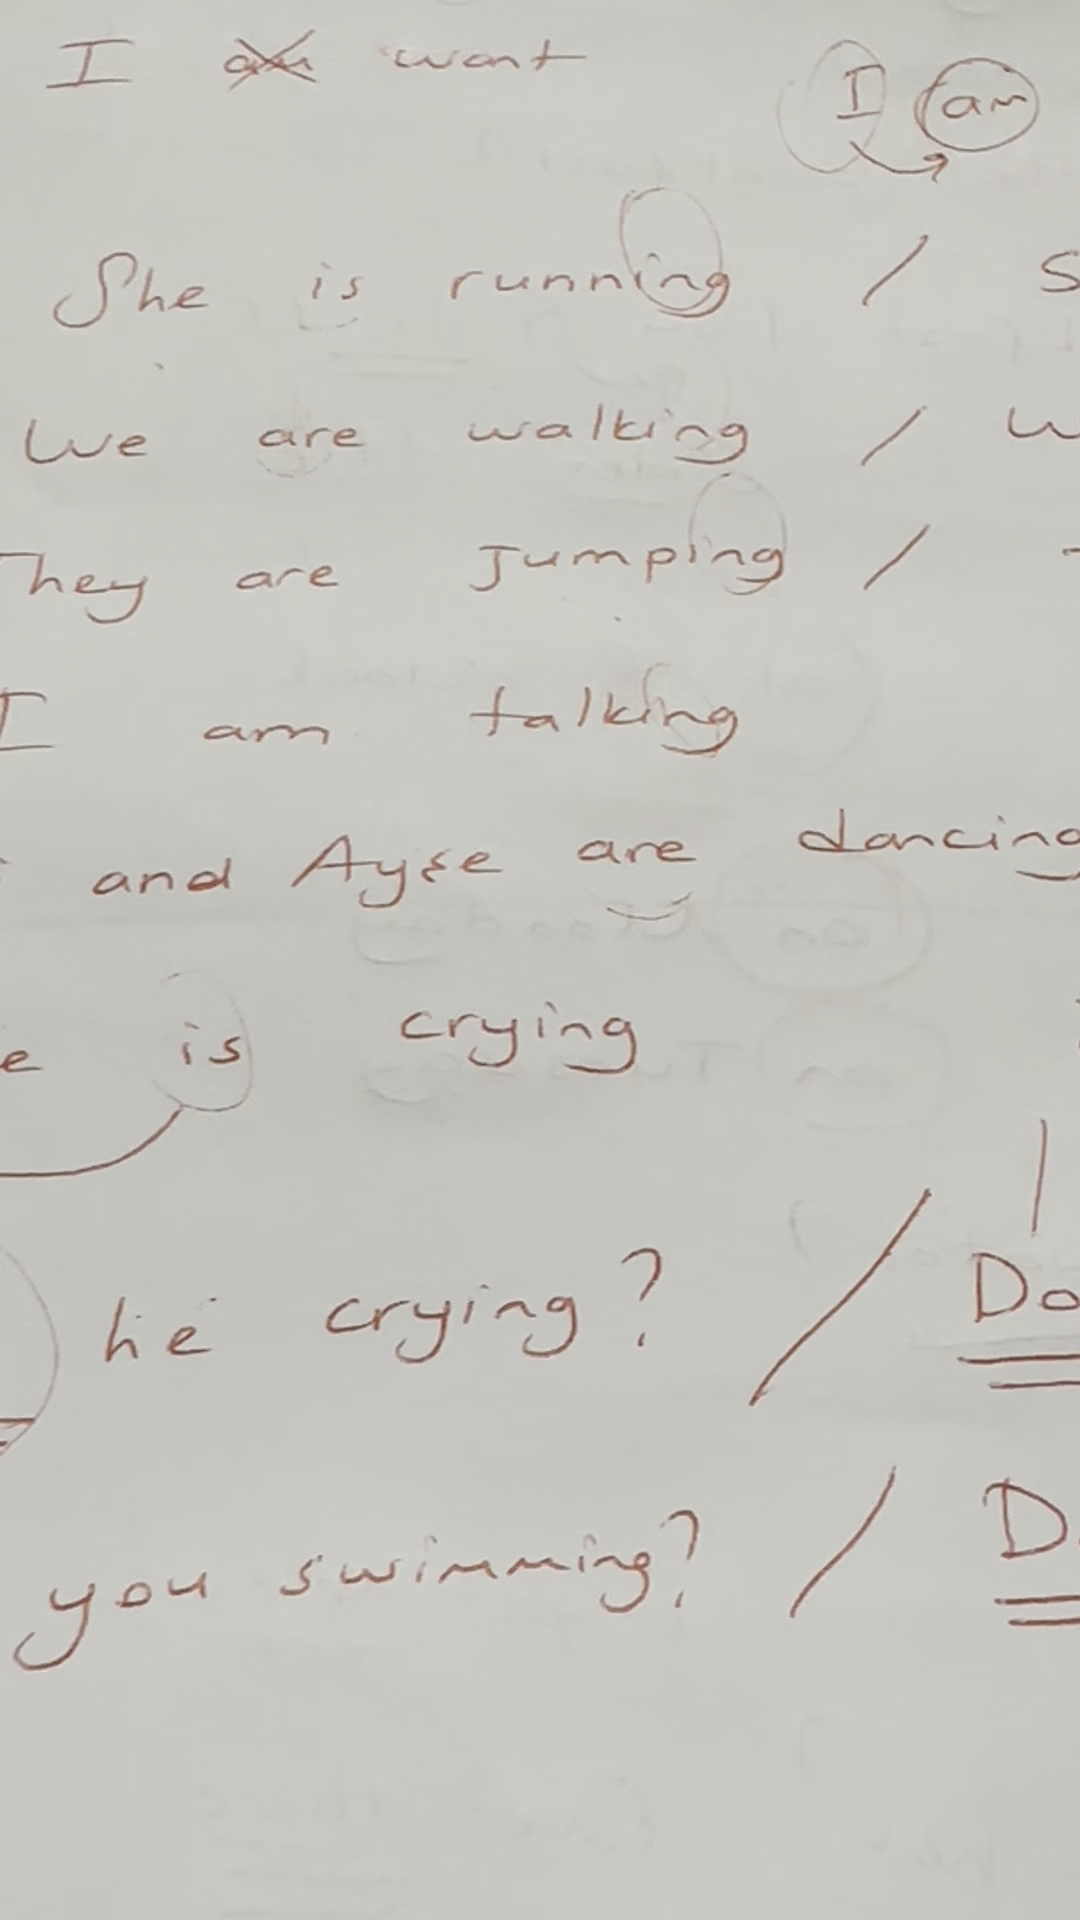 I am want
I am
She is running / S
We are walking / W
They are Jumping /
I am talking
and Ayşe are dancing
is crying
he crying? / Do
you swimming? / D